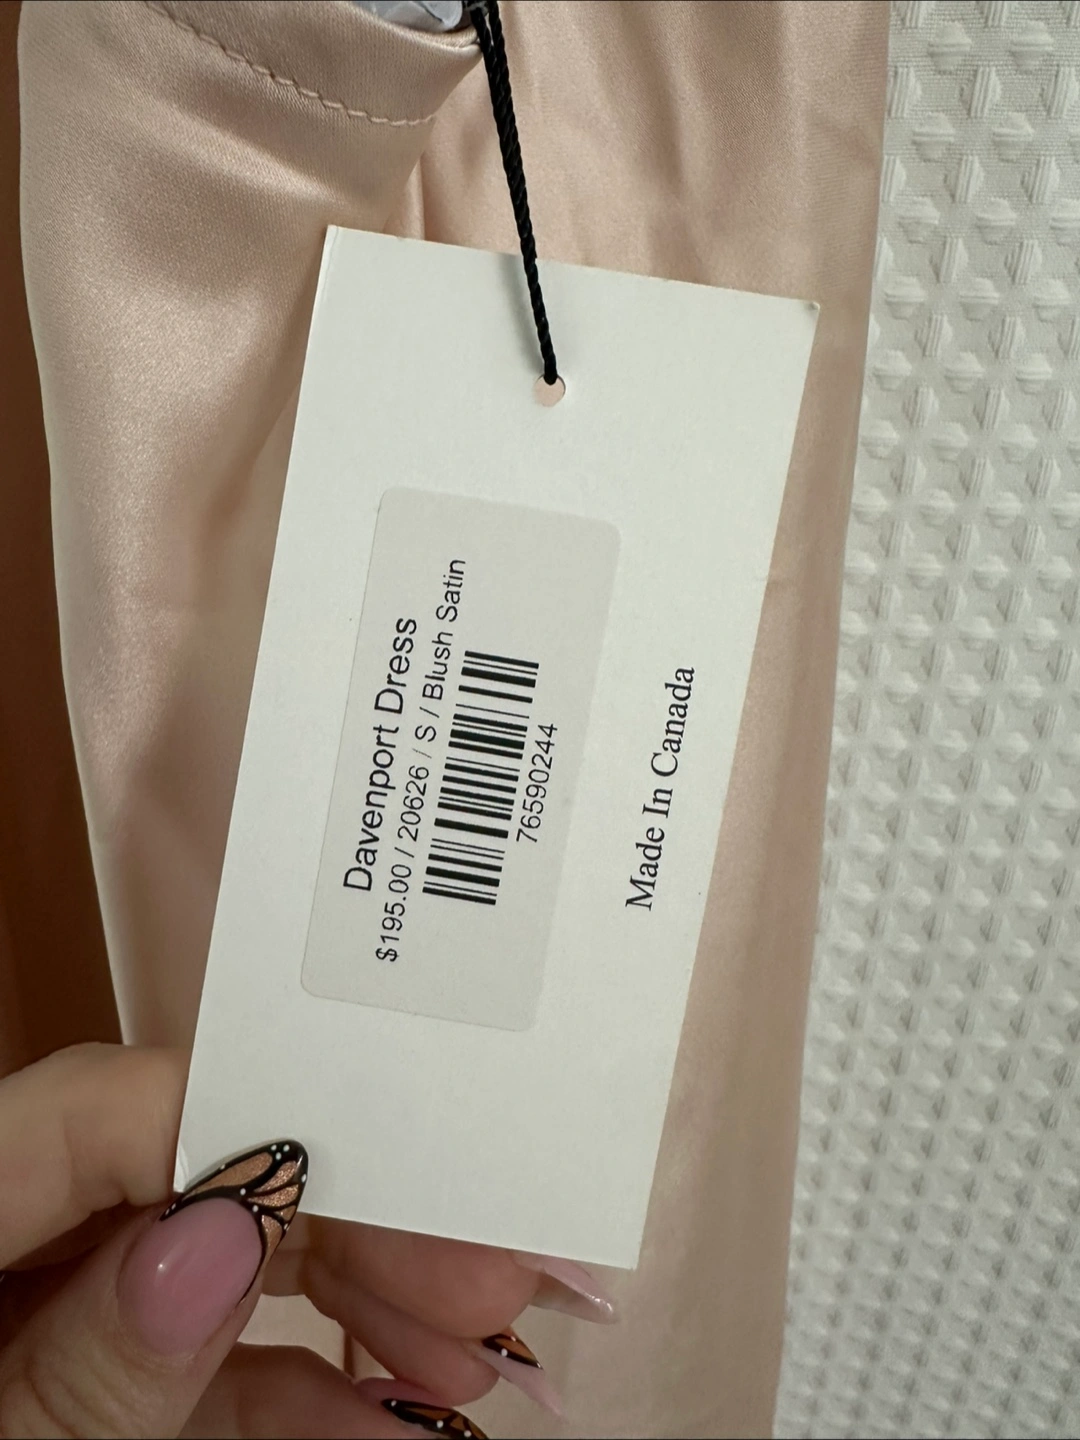 Davenport Dress
$195.00 / 20626 / S / Blush Satin
76590244
Made In Canada